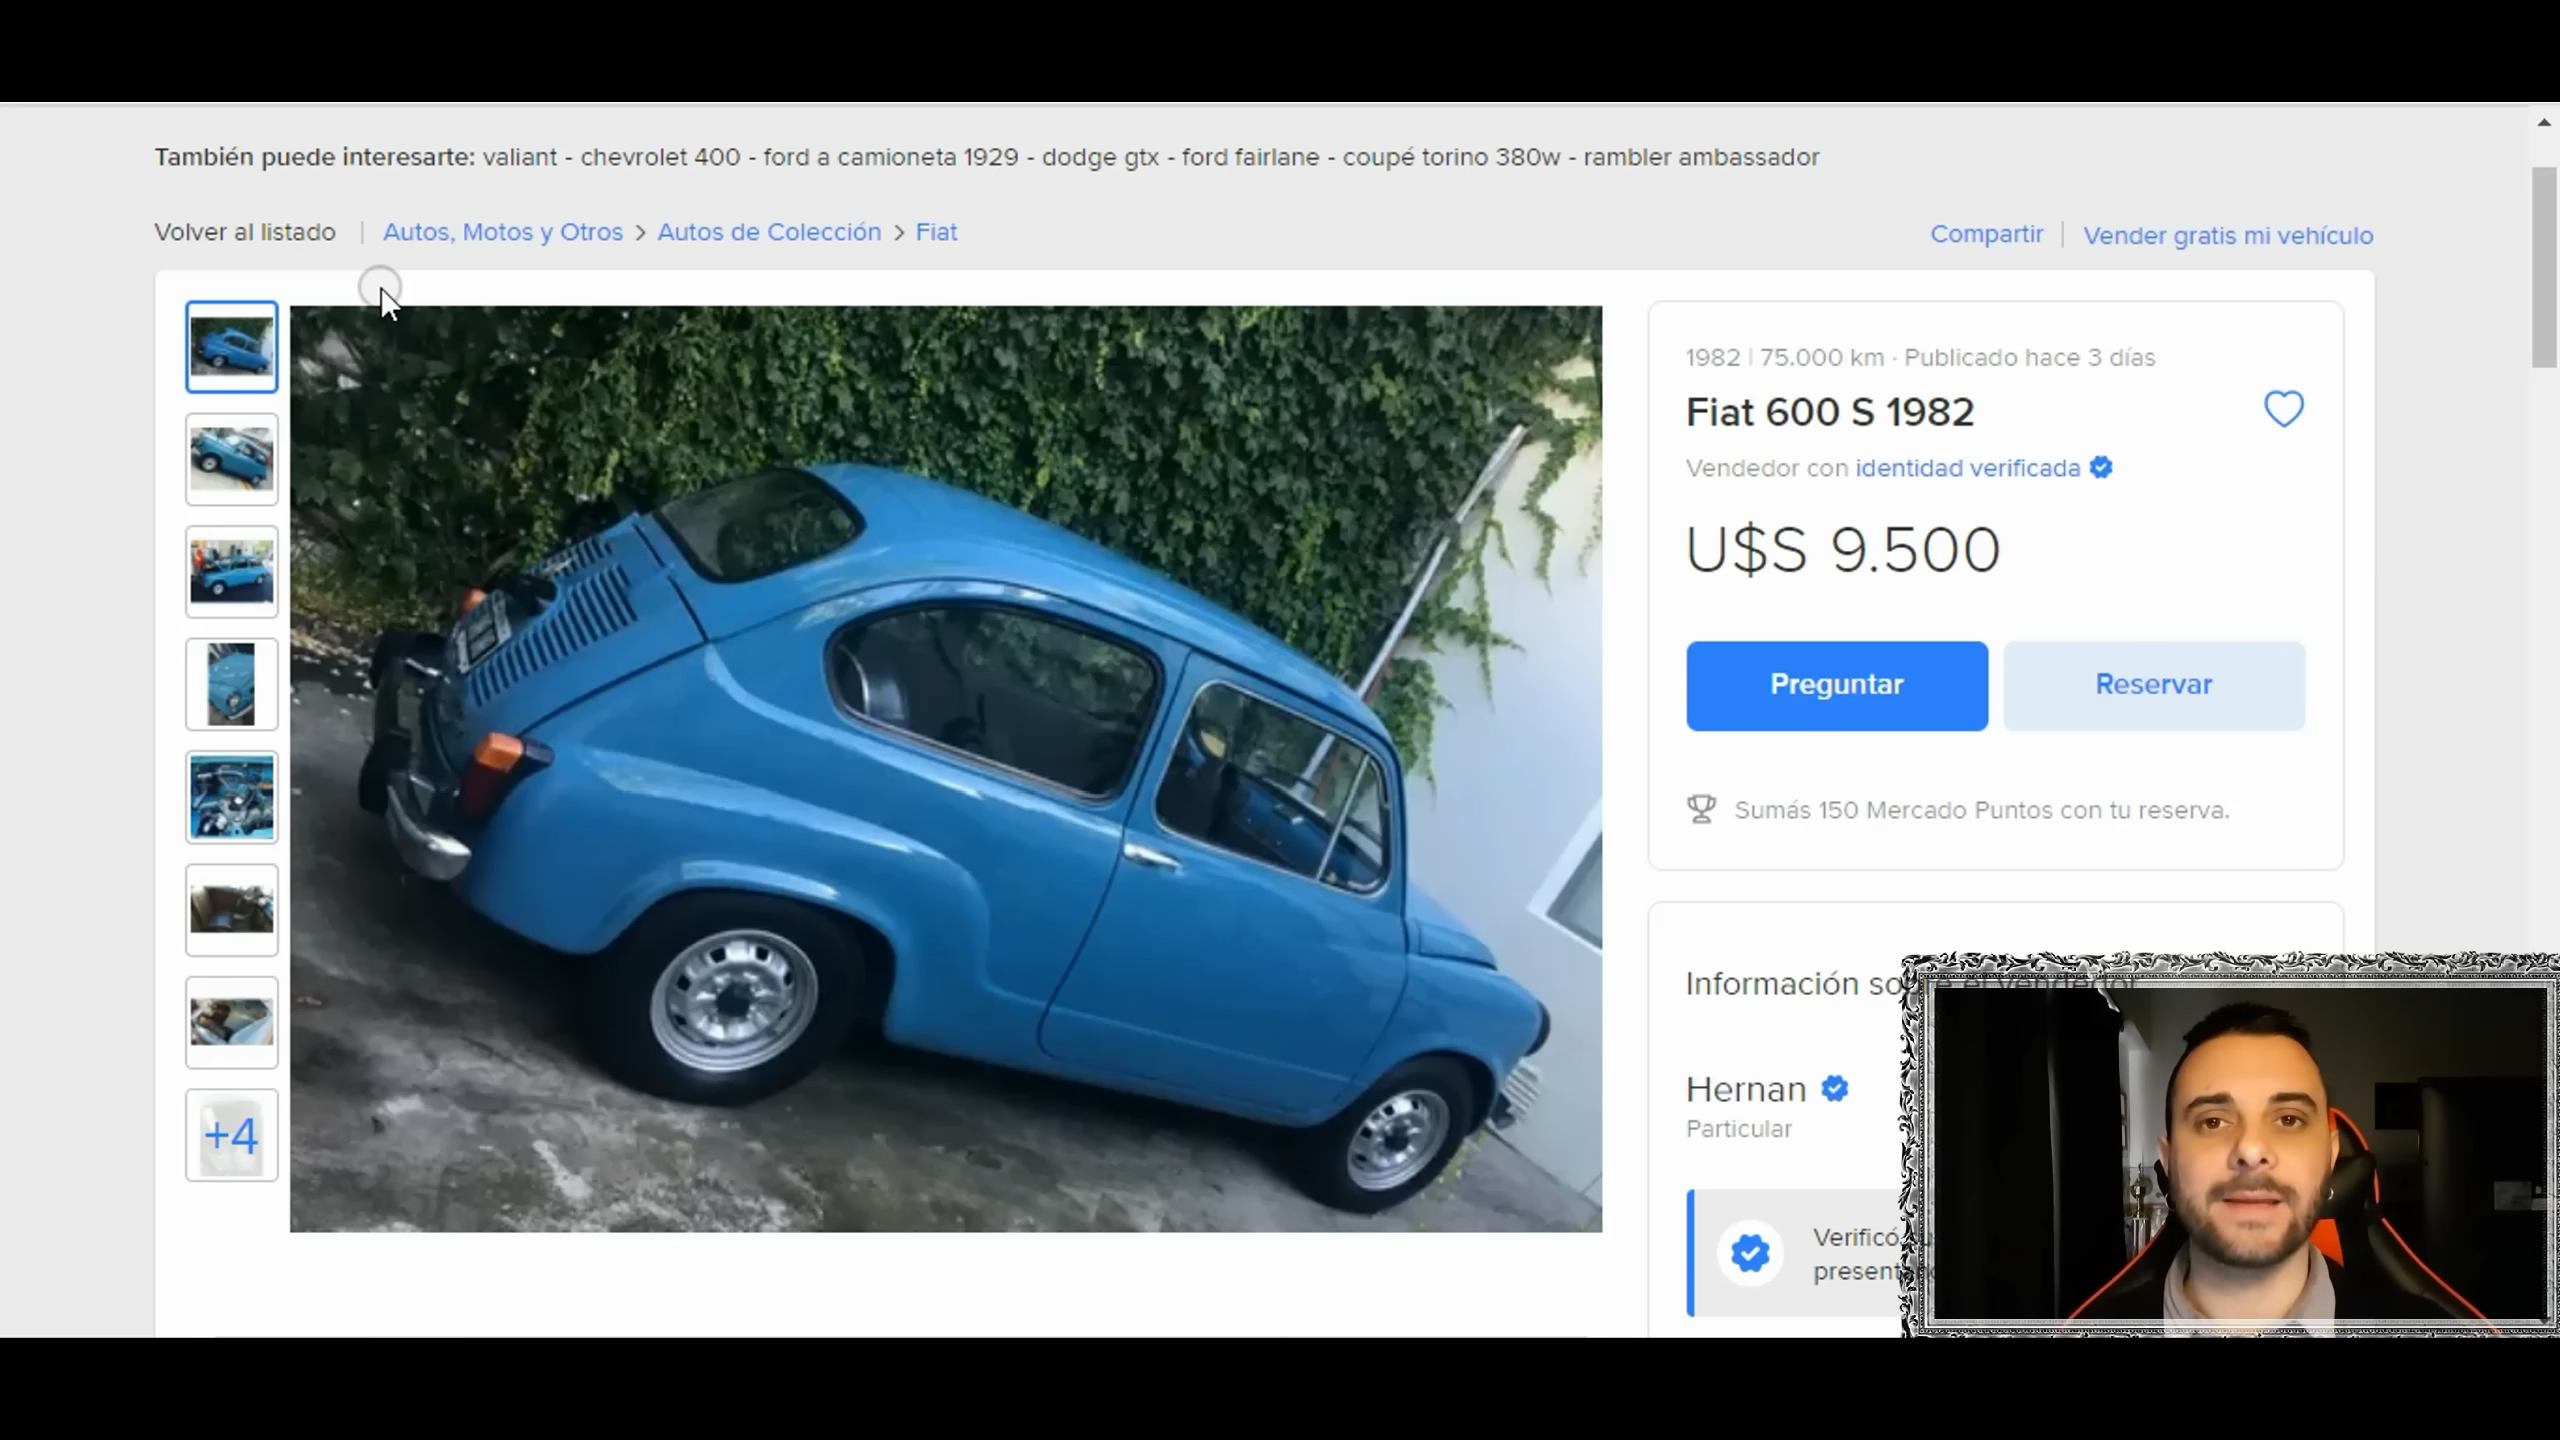 También puede interesarte: valiant - chevrolet 400 - ford a camioneta 1929 - dodge gtx - ford fairlane - coupé torino 380w - rambler ambassador
Volver al listado | Autos, Motos y Otros > Autos de Colección > Fiat
Compartir | Vender gratis mi vehículo
1982 | 75.000 km · Publicado hace 3 días
Fiat 600 S 1982
Vendedor con identidad verificada
U$S 9.500
Preguntar
Reservar
Sumás 150 Mercado Puntos con tu reserva.
Información sobre el vendedor
Hernan
Particular
Verificó
+4